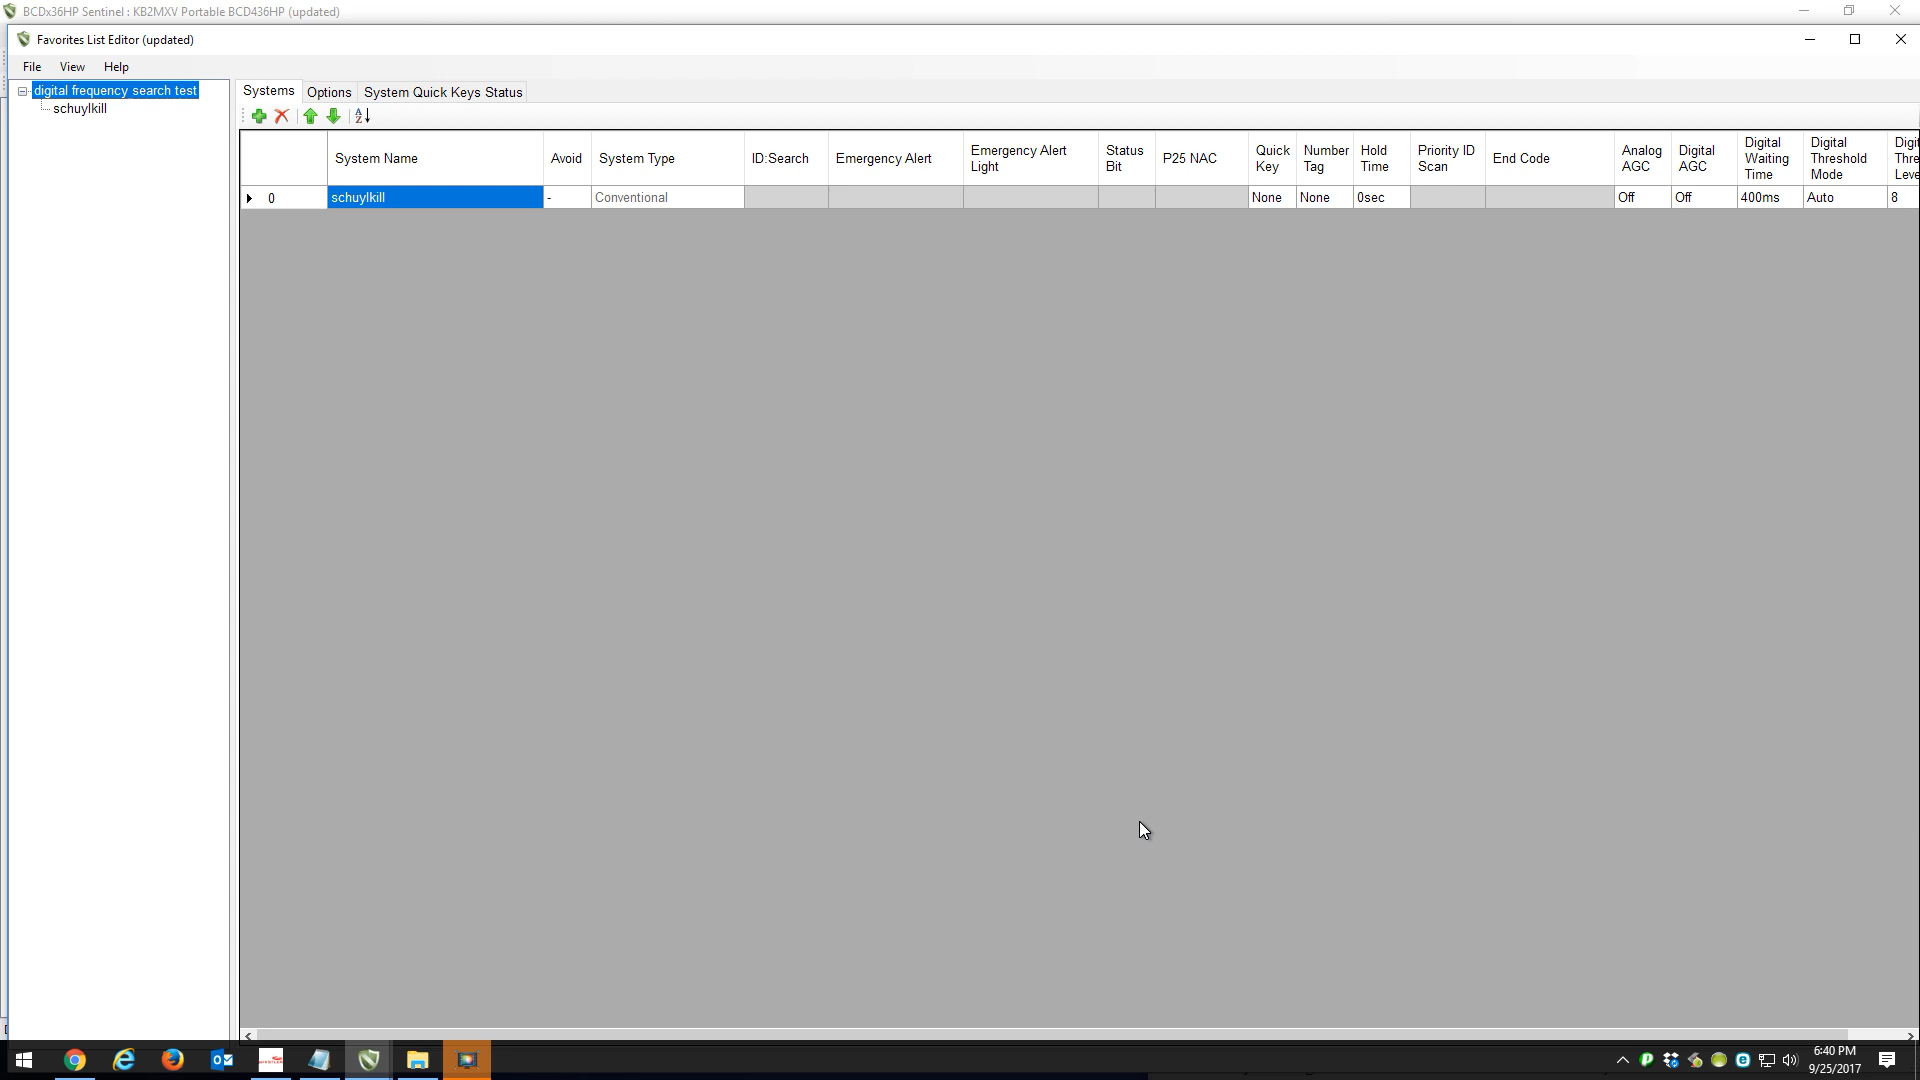 BCDx36HP Sentinel : KB2MXV Portable BCD436HP (updated)
Favorites List Editor (updated)
File View Help
digital frequency search test
schuylkill
Systems Options System Quick Keys Status
System Name Avoid System Type ID:Search Emergency Alert Emergency Alert Light Status Bit P25 NAC Quick Key Number Tag Hold Time Priority ID Scan End Code Analog AGC Digital AGC Digital Waiting Time Digital Threshold Mode Digit Thre Leve
0 schuylkill - Conventional None None 0sec Off Off 400ms Auto 8
6:40 PM
9/25/2017